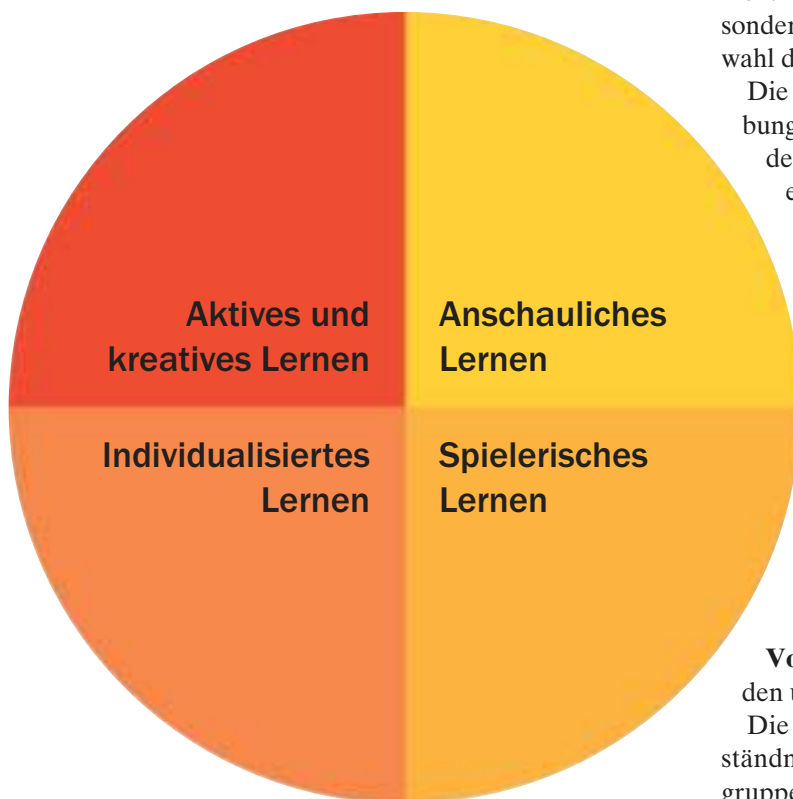 Aktives und
kreatives Lernen
Anschauliches
Lernen
Individualisiertes
Lernen
Spielerisches
Lernen
sonder
wahl d
Die
bung
de
e
Vo
den u
Die
ständn
gruppe